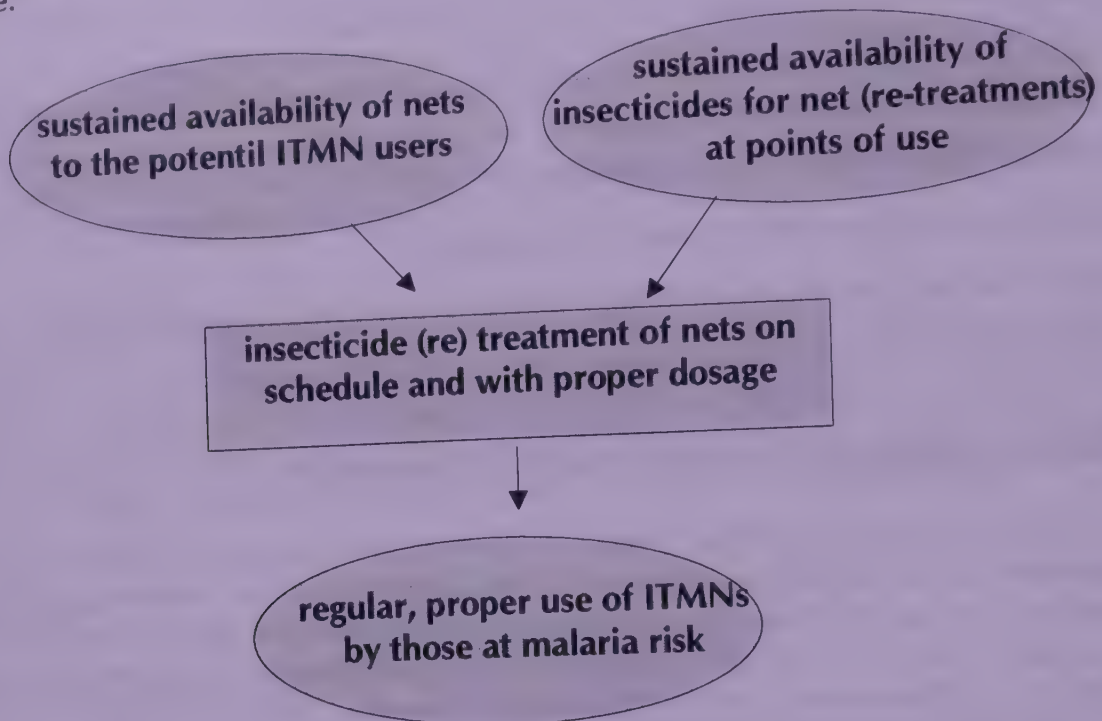 e.
sustained availability of nets
to the potentil ITMN users
sustained availability of
insecticides for net (re-treatments)
at points of use
insecticide (re) treatment of nets on
schedule and with proper dosage
regular, proper use of ITMNs
by those at malaria risk